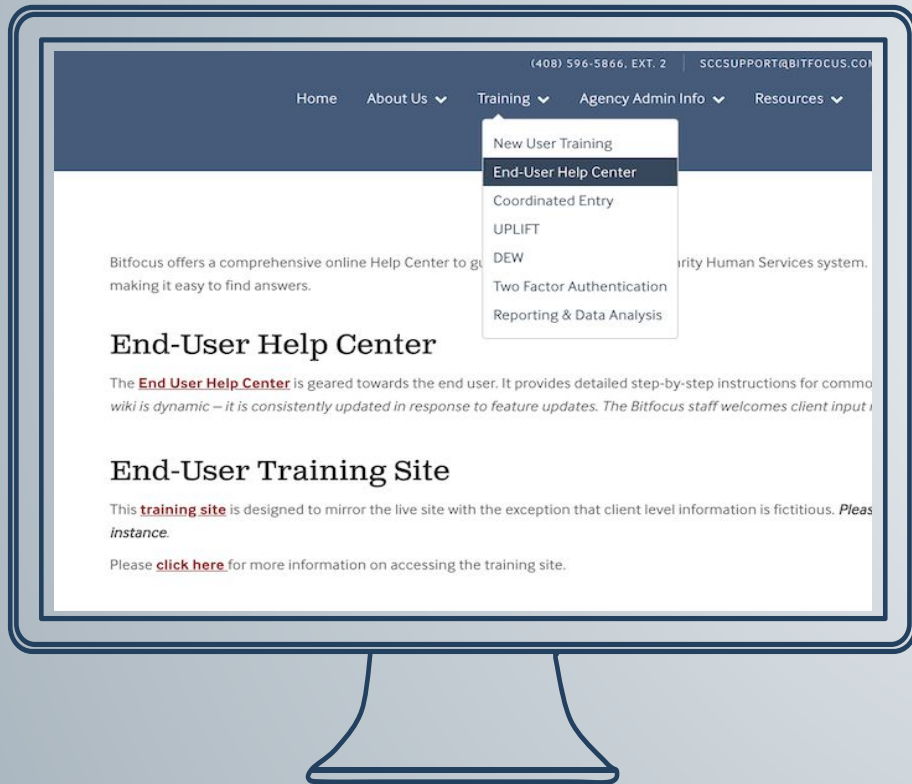 (408) 596-5866, EXT. 2 SCCSUPPORT@BITFOCUS.COM
Home About Us Training Agency Admin Info Resources
New User Training
End-User Help Center
Coordinated Entry
UPLIFT
DEW
Two Factor Authentication
Reporting & Data Analysis
Bitfocus offers a comprehensive online Help Center to Human Services system.
making it easy to find answers.
End-User Help Center
The End User Help Center is geared towards the end user. It provides detailed step-by-step instructions for
wiki is dynamic – it is consistently updated in response to feature updates. The Bitfocus staff welcomes client input
End-User Training Site
This training site is designed to mirror the live site with the exception that client level information is fictitious.
instance.
Please click here for more information on accessing the training site.